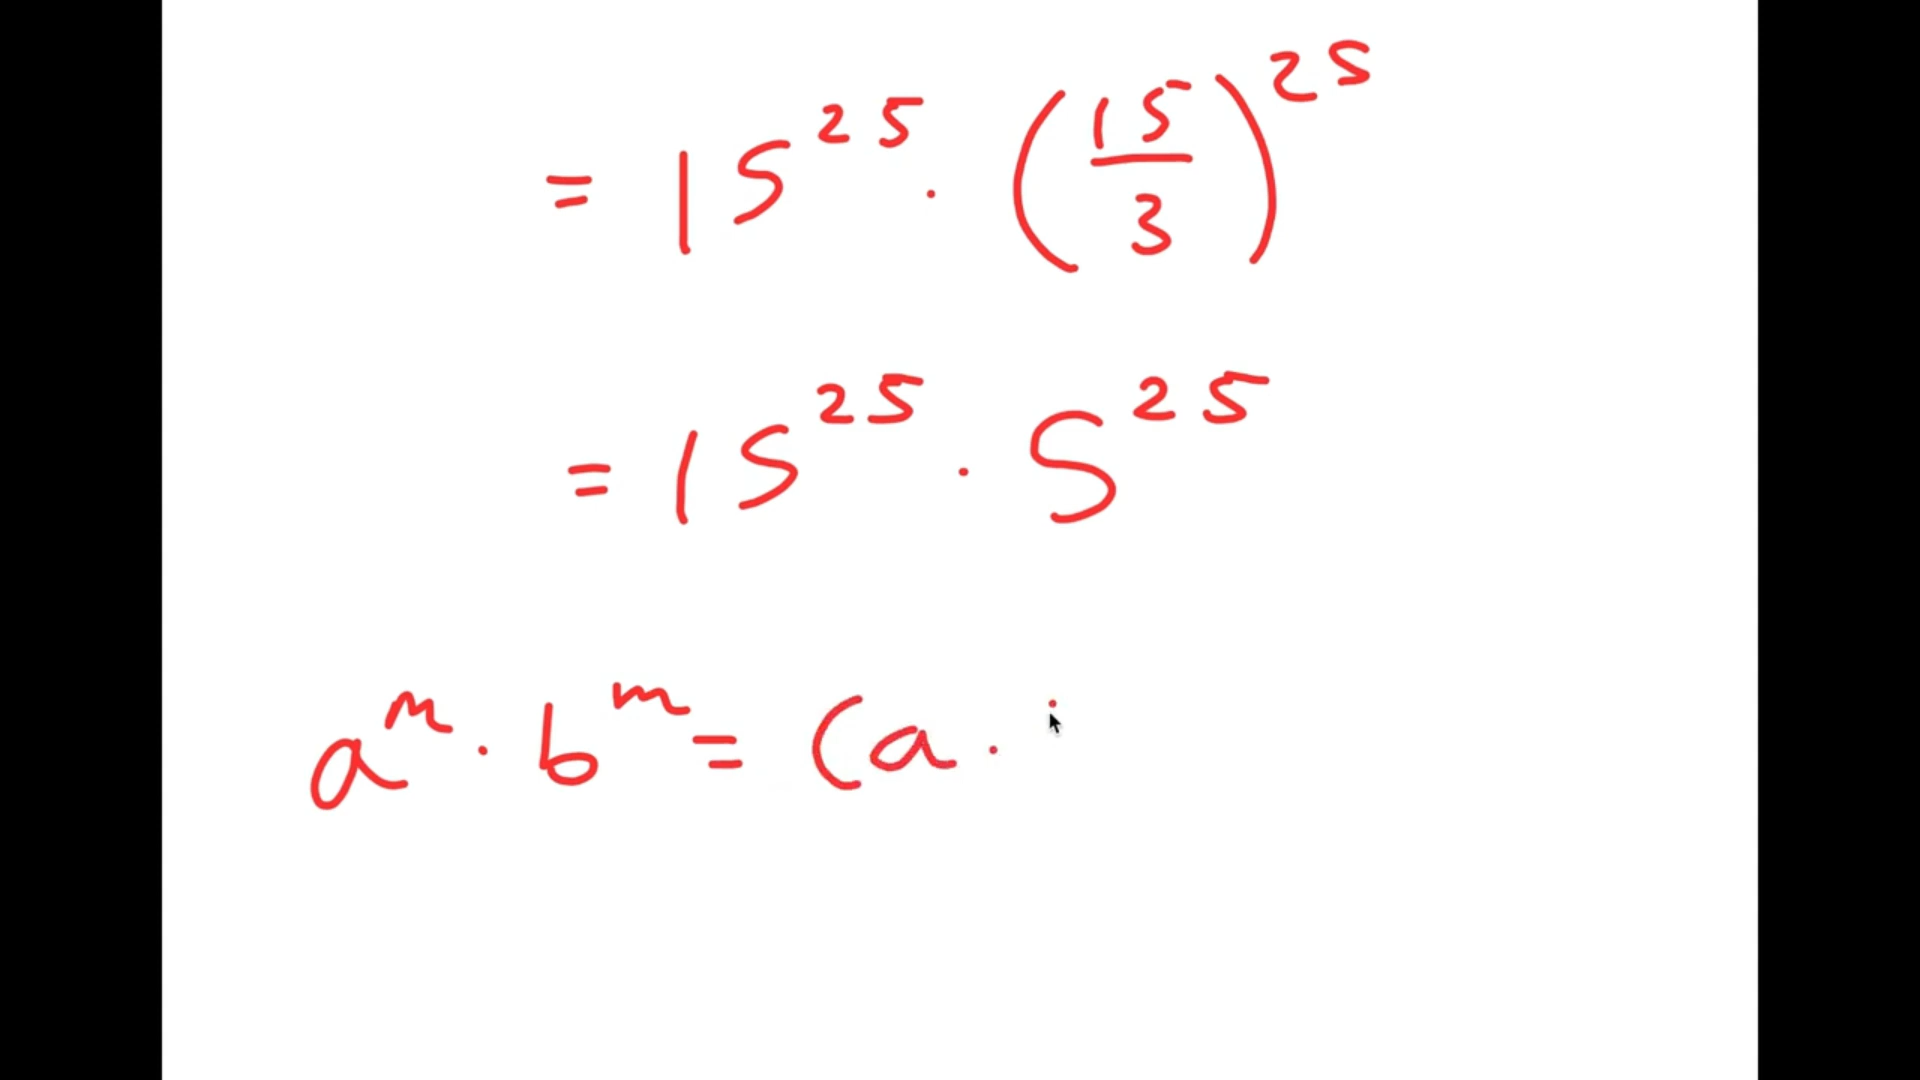 = 15^25 · (15/3)^25
= 15^25 · 5^25
a^m · b^m = (a ·